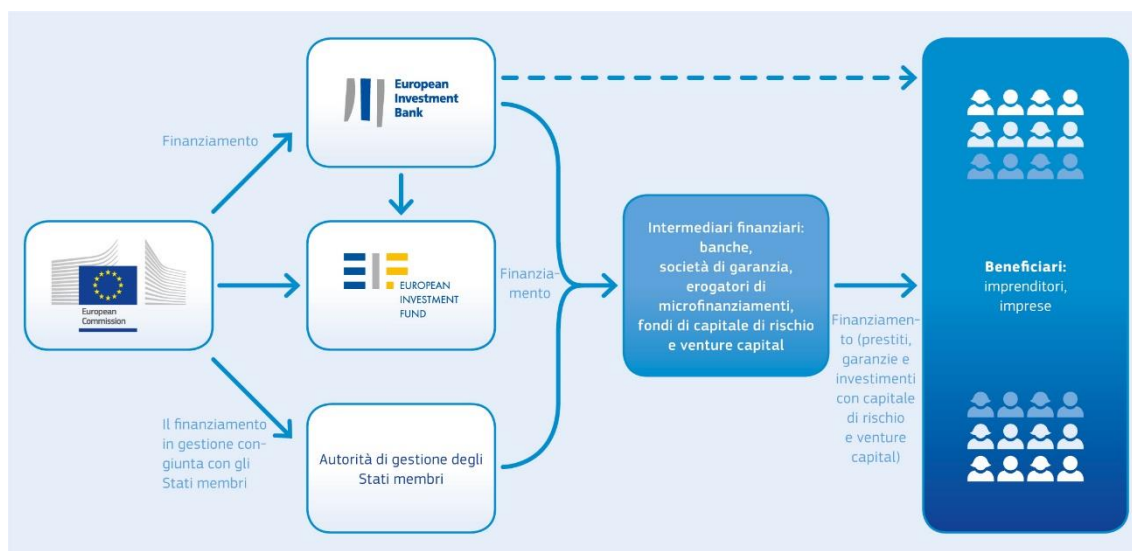 European
Investment
Bank
Finanziamento
European
Commission
EIF EUROPEAN
INVESTMENT
FUND
Finanzia-
mento
Intermediari finanziari:
banche,
società di garanzia,
erogatori di
microfinanziamenti,
fondi di capitale di rischio
e venture capital
Beneficiari:
imprenditori,
imprese
Finanziamen-
to (prestiti,
garanzie e
investimenti
con capitale
di rischio
e venture
capital)
Il finanziamento
in gestione con-
giunta con gli
Stati membri
Autorità di gestione degli
Stati membri